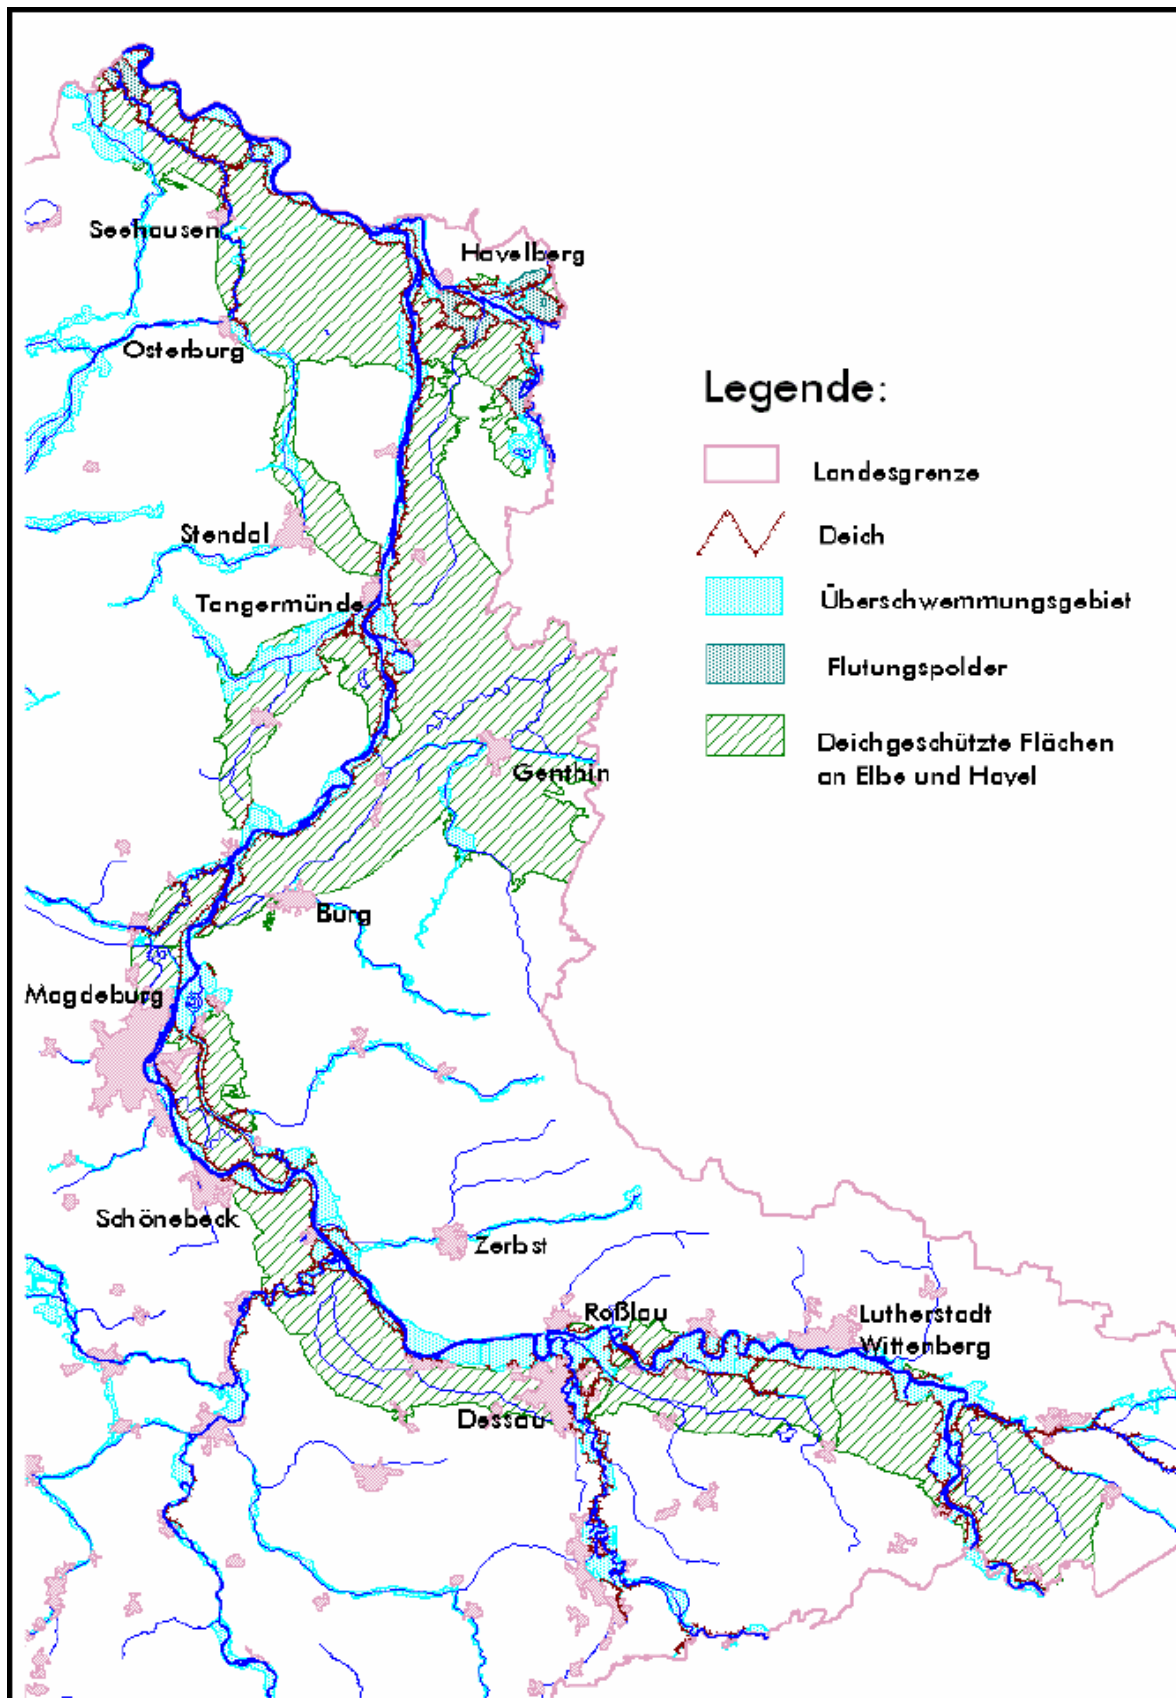 Seehausen
Havelberg
Osterburg
Legende:
Landesgrenze
Stendal
Deich
Tangermünde
Überschwemmungsgebiet
Flutungspolder
Deichgeschützte Flächen
an Elbe und Havel
Genthin
Burg
Magdeburg
Schönebeck
Zerbst
Roßlau
Lutherstadt
Wittenberg
Dessau